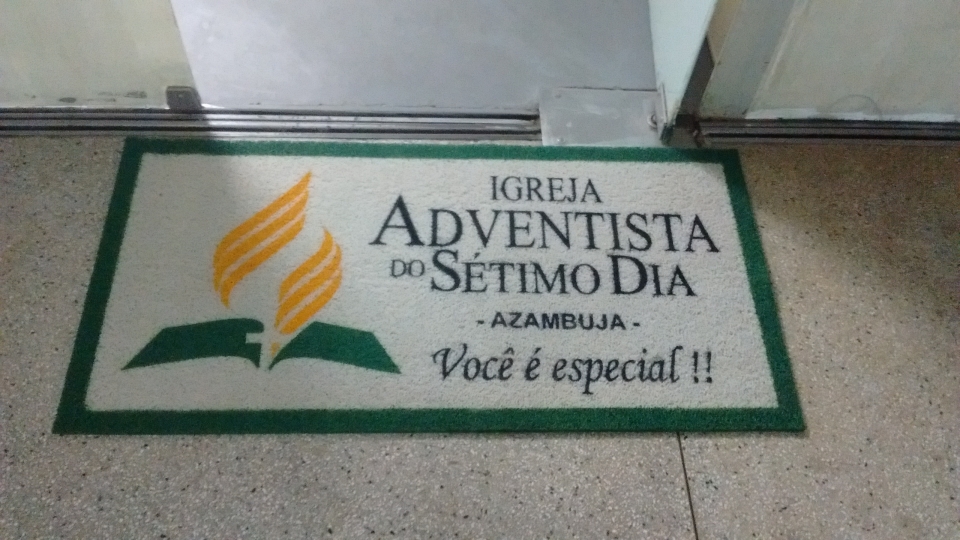 IGREJA
ADVENTISTA
DO SÉTIMO DIA
- AZAMBUJA -
Você é especial !!